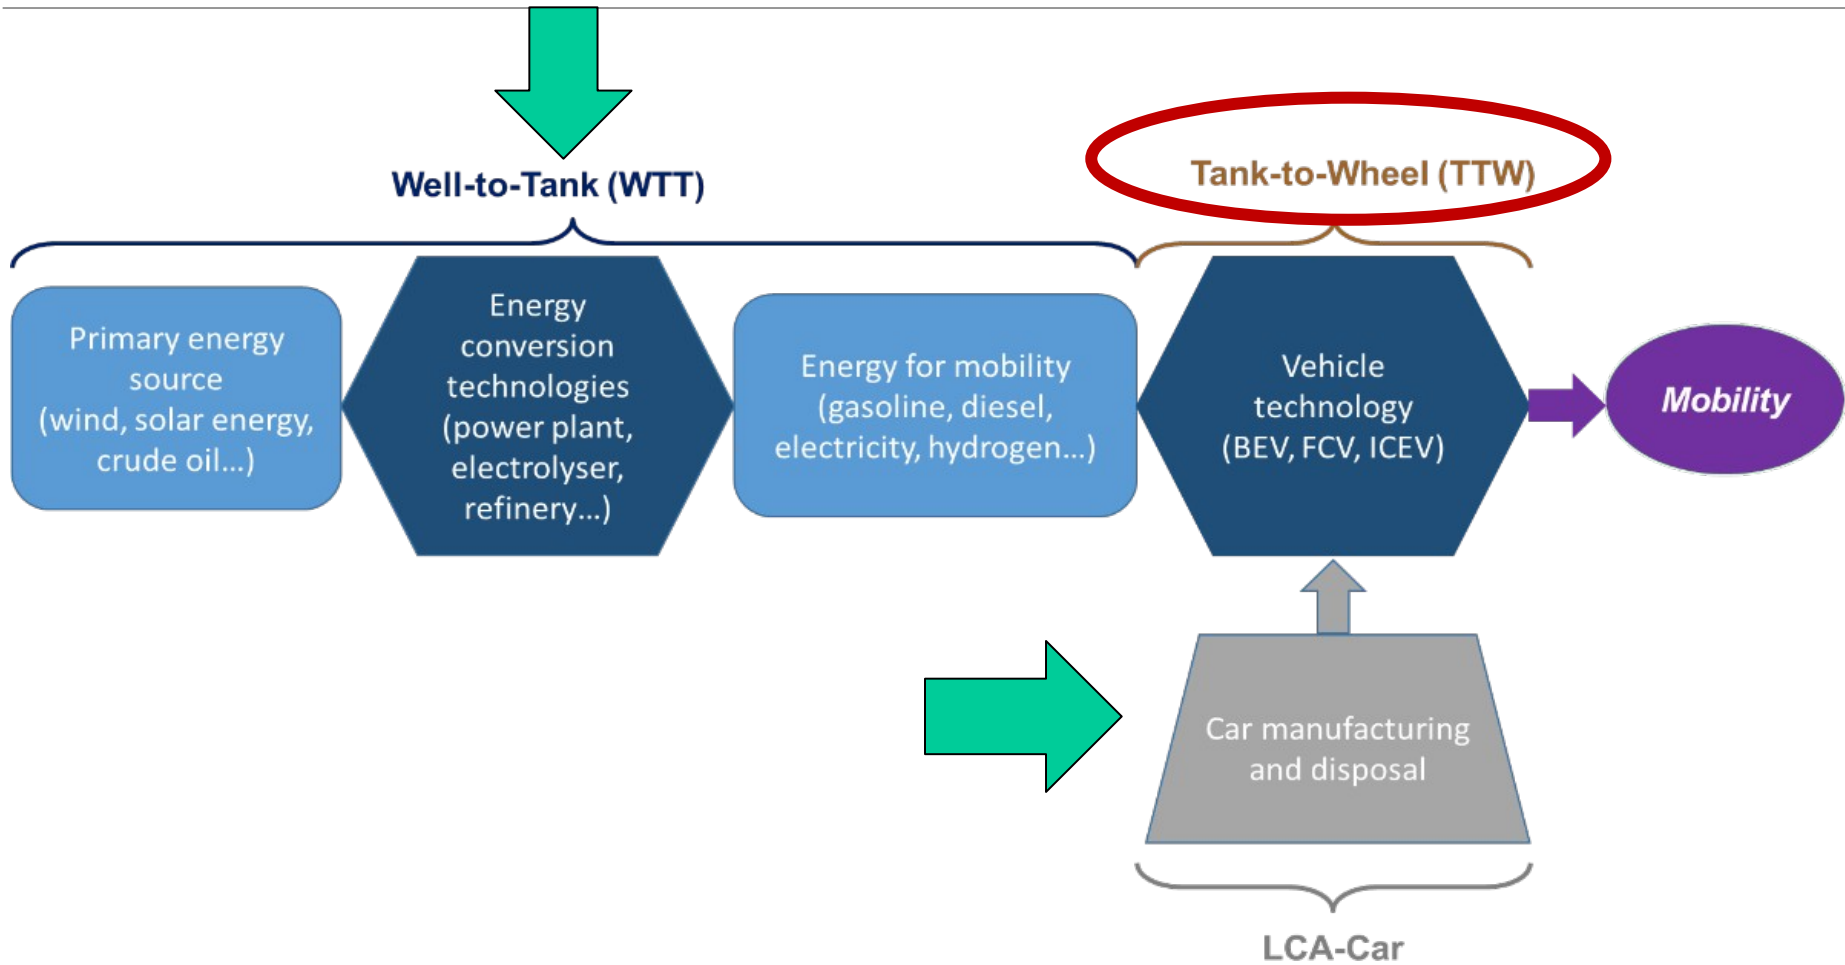 Well-to-Tank (WTT)
Tank-to-Wheel (TTW)
Primary energy
source
(wind, solar energy,
crude oil...)
Energy
conversion
technologies
(power plant,
electrolyser,
refinery...)
Energy for mobility
(gasoline, diesel,
electricity, hydrogen...)
Vehicle
technology
(BEV, FCV, ICEV)
Mobility
Car manufacturing
and disposal
LCA-Car